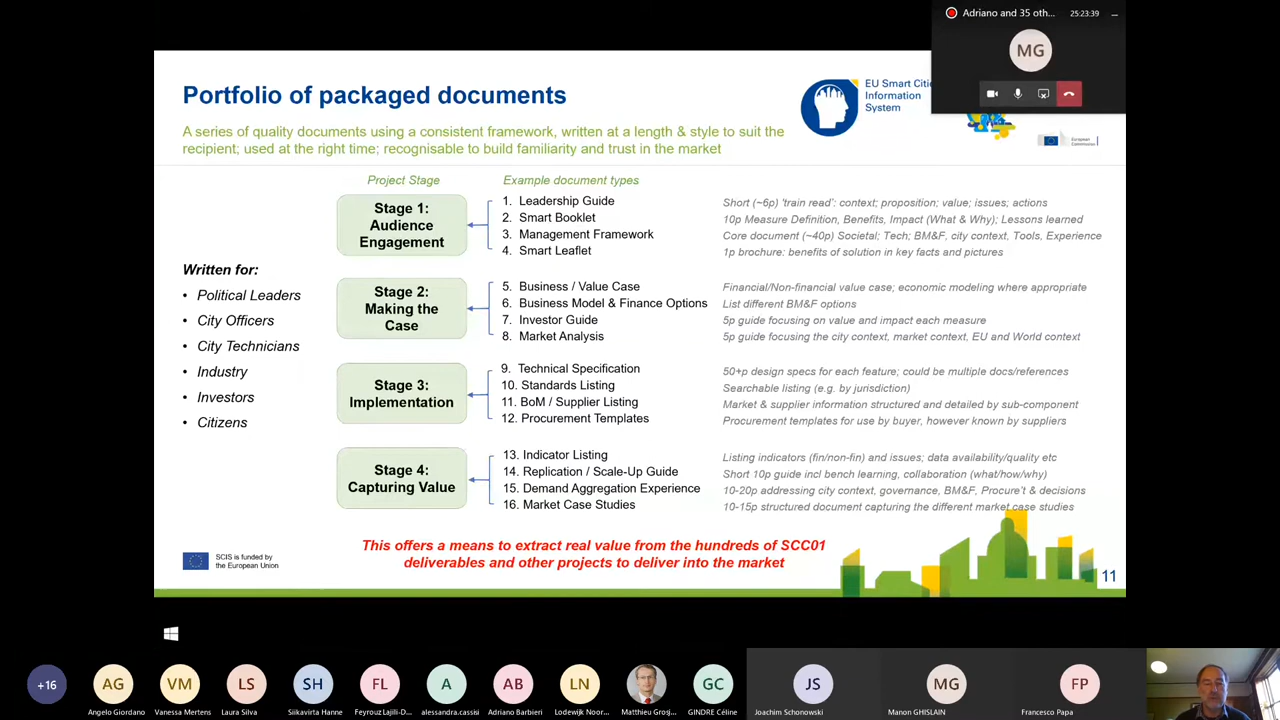 Adriano and 35 oth...
25:23:39
MG
Portfolio of packaged documents
EU Smart Citi
Information
System
A series of quality documents using a consistent framework, written at a length & style to suit the
recipient; used at the right time; recognisable to build familiarity and trust in the market
European
Commission
Project Stage
Example document types
Written for:
• Political Leaders
• City Officers
• City Technicians
• Industry
• Investors
• Citizens
Stage 1:
Audience
Engagement
1. Leadership Guide
2. Smart Booklet
3. Management Framework
4. Smart Leaflet
Short (~6p) 'train read': context; proposition; value; issues; actions
10p Measure Definition, Benefits, Impact (What & Why); Lessons learned
Core document (~40p) Societal; Tech; BM&F, city context, Tools, Experience
1p brochure: benefits of solution in key facts and pictures
Stage 2:
Making the
Case
5. Business / Value Case
6. Business Model & Finance Options
7. Investor Guide
8. Market Analysis
Financial/Non-financial value case; economic modeling where appropriate
List different BM&F options
5p guide focusing on value and impact each measure
5p guide focusing the city context, market context, EU and World context
Stage 3:
Implementation
9. Technical Specification
10. Standards Listing
11. BoM / Supplier Listing
12. Procurement Templates
50+p design specs for each feature; could be multiple docs/references
Searchable listing (e.g. by jurisdiction)
Market & supplier information structured and detailed by sub-component
Procurement templates for use by buyer, however known by suppliers
Stage 4:
Capturing Value
13. Indicator Listing
14. Replication / Scale-Up Guide
15. Demand Aggregation Experience
16. Market Case Studies
Listing indicators (fin/non-fin) and issues; data availability/quality etc
Short 10p guide incl bench learning, collaboration (what/how/why)
10-20p addressing city context, governance, BM&F, Procure't & decisions
10-15p structured document capturing the different market case studies
This offers a means to extract real value from the hundreds of SCC01
deliverables and other projects to deliver into the market
SCIS is funded by
the European Union
11
+16
AG
VM
LS
SH
FL
A
AB
LN
GC
JS
MG
FP
Angelo Giordano
Vanessa Mertens
Laura Silva
Siikavirta Hanne
Feyrouz Lajili-D...
alessandra.cassisi
Adriano Barbieri
Lodewijk Noor...
Matthieu Grosj...
GINDRE Céline
Joachim Schonowski
Manon GHISLAIN
Francesco Papa